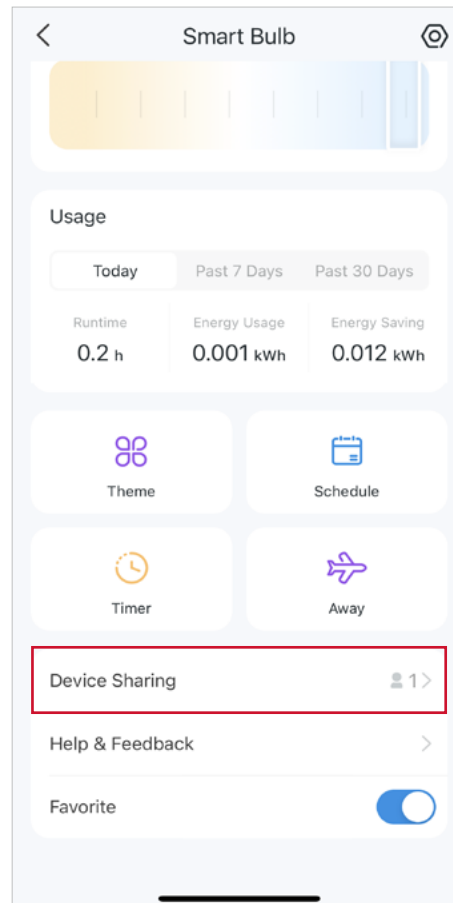 Smart Bulb
Usage
Today Past 7 Days Past 30 Days
Runtime Energy Usage Energy Saving
0.2 h 0.001 kWh 0.012 kWh
Theme Schedule
Timer Away
Device Sharing 1
Help & Feedback
Favorite